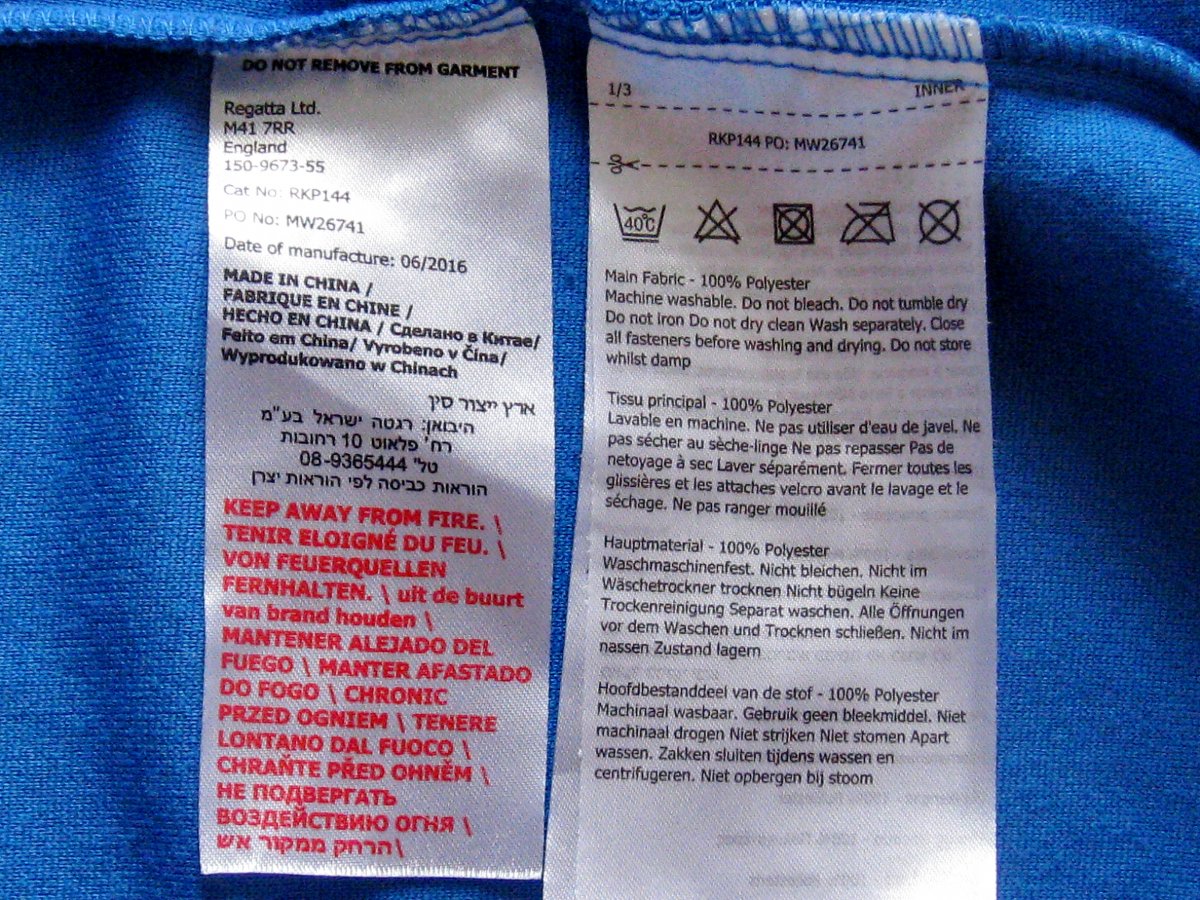 DO NOT REMOVE FROM GARMENT
Regatta Ltd.
M41 7RR
England
150-9673-55
Cat No: RKP144
PO No: MW26741
Date of manufacture: 06/2016
MADE IN CHINA /
FABRIQUE EN CHINE /
HECHO EN CHINA / Сделано в Китае/
Feito em China/ Vyrobeno v Čína/
Wyprodukowano w Chinach
ארץ ייצור סין
היבואן: רגטה ישראל בע"מ
רח' פלאוט 10 רחובות
טל' 08-9365444
הוראות כביסה לפי הוראות יצרן
KEEP AWAY FROM FIRE. \
TENIR ELOIGNÉ DU FEU. \
VON FEUERQUELLEN
FERNHALTEN. \ uit de buurt
van brand houden \
MANTENER ALEJADO DEL
FUEGO \ MANTER AFASTADO
DO FOGO \ CHRONIC
PRZED OGNIEM \ TENERE
LONTANO DAL FUOCO \
CHRAŇTE PŘED OHNĚM \
НЕ ПОДВЕРГАТЬ
ВОЗДЕЙСТВИЮ ОГНЯ \
הרחק ממקור אש\
1/3 INNER
RKP144 PO: MW26741
40°C
Main Fabric - 100% Polyester
Machine washable. Do not bleach. Do not tumble dry
Do not iron Do not dry clean Wash separately. Close
all fasteners before washing and drying. Do not store
whilst damp
Tissu principal - 100% Polyester
Lavable en machine. Ne pas utiliser d'eau de javel. Ne
pas sécher au sèche-linge Ne pas repasser Pas de
netoyage à sec Laver séparément. Fermer toutes les
glissières et les attaches velcro avant le lavage et le
séchage. Ne pas ranger mouillé
Hauptmaterial - 100% Polyester
Waschmaschinenfest. Nicht bleichen. Nicht im
Wäschetrockner trocknen Nicht bügeln Keine
Trockenreinigung Separat waschen. Alle Öffnungen
vor dem Waschen und Trocknen schließen. Nicht im
nassen Zustand lagern
Hoofdbestanddeel van de stof - 100% Polyester
Machinaal wasbaar. Gebruik geen bleekmiddel. Niet
machinaal drogen Niet strijken Niet stomen Apart
wassen. Zakken sluiten tijdens wassen en
centrifugeren. Niet opbergen bij stoom